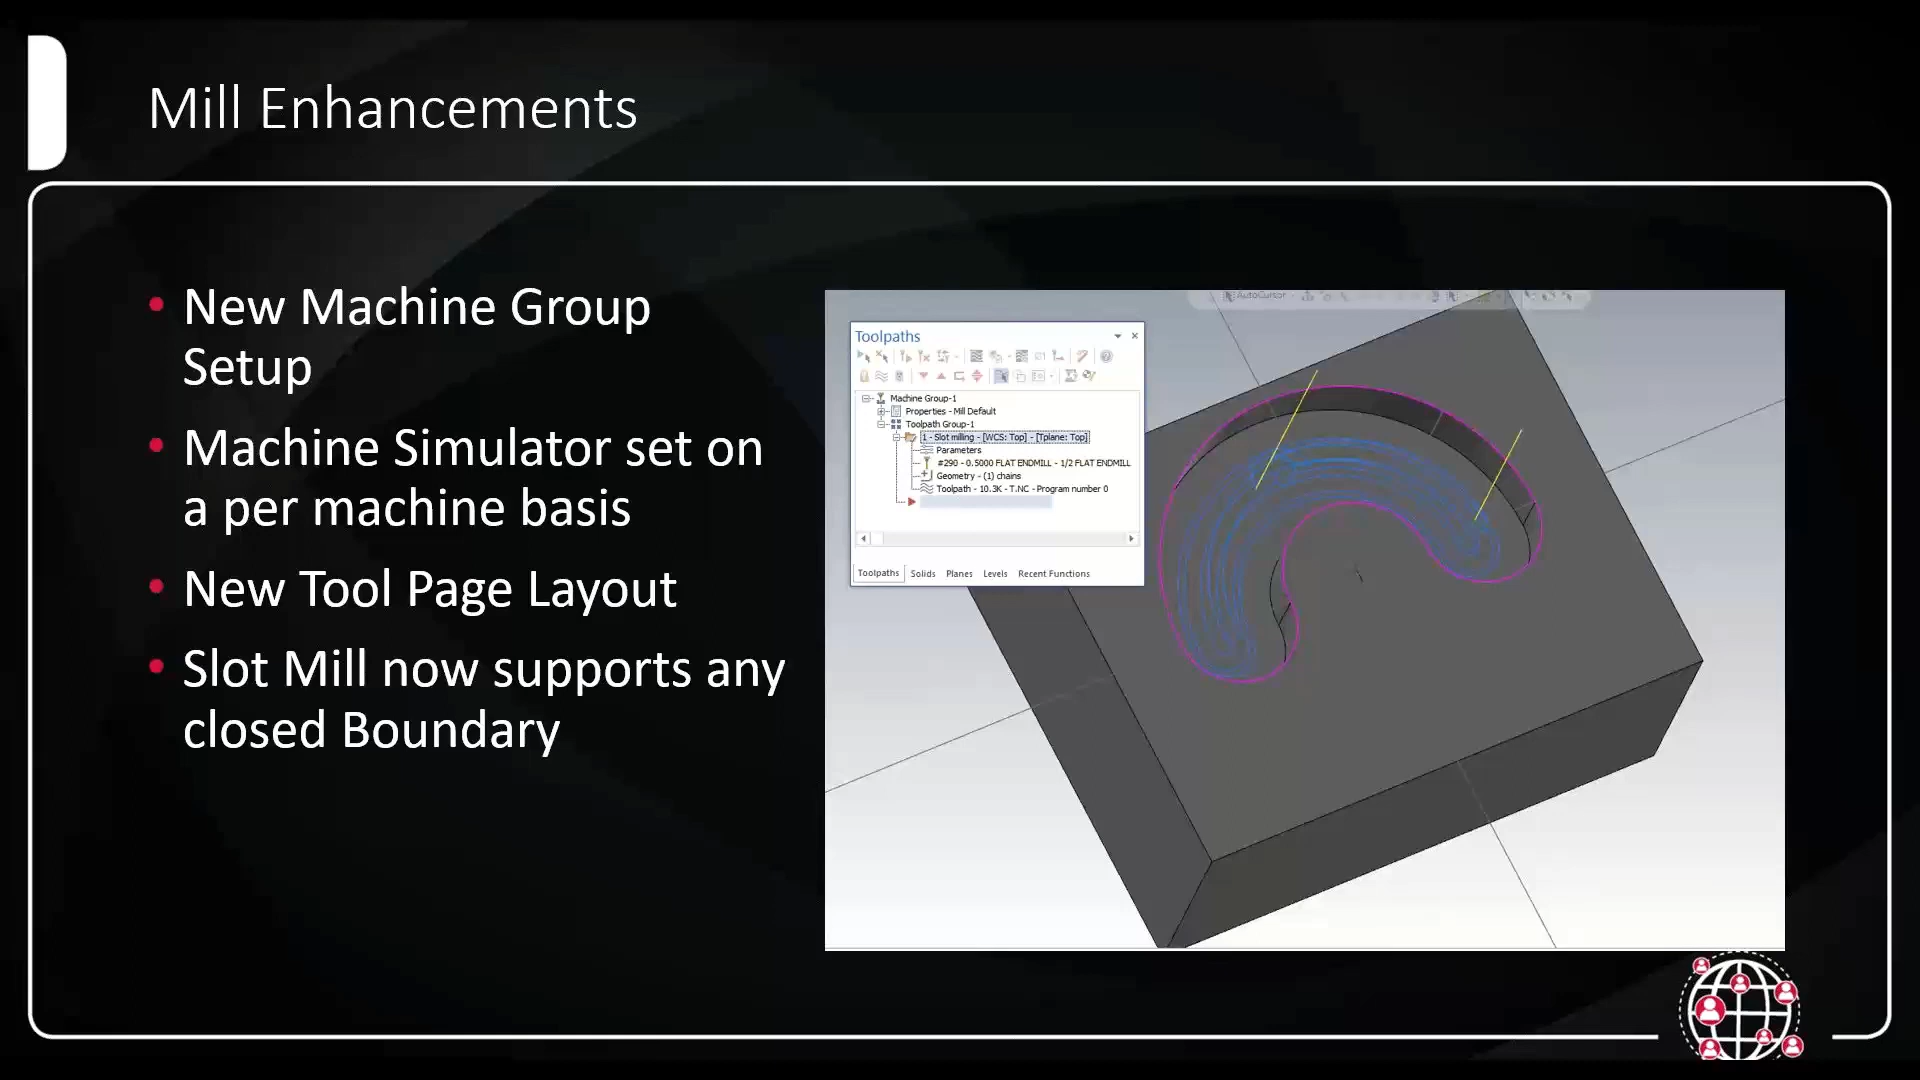 Mill Enhancements
• New Machine Group
Setup
• Machine Simulator set on
a per machine basis
• New Tool Page Layout
• Slot Mill now supports any
closed Boundary
AutoCursor
Toolpaths
Machine Group-1
Properties - Mill Default
Toolpath Group-1
1 - Slot milling - [WCS: Top] - [Tplane: Top]
Parameters
#290 - 0.5000 FLAT ENDMILL - 1/2 FLAT ENDMILL
Geometry - (1) chains
Toolpath - 10.3K - T.NC - Program number 0
Toolpaths Solids Planes Levels Recent Functions